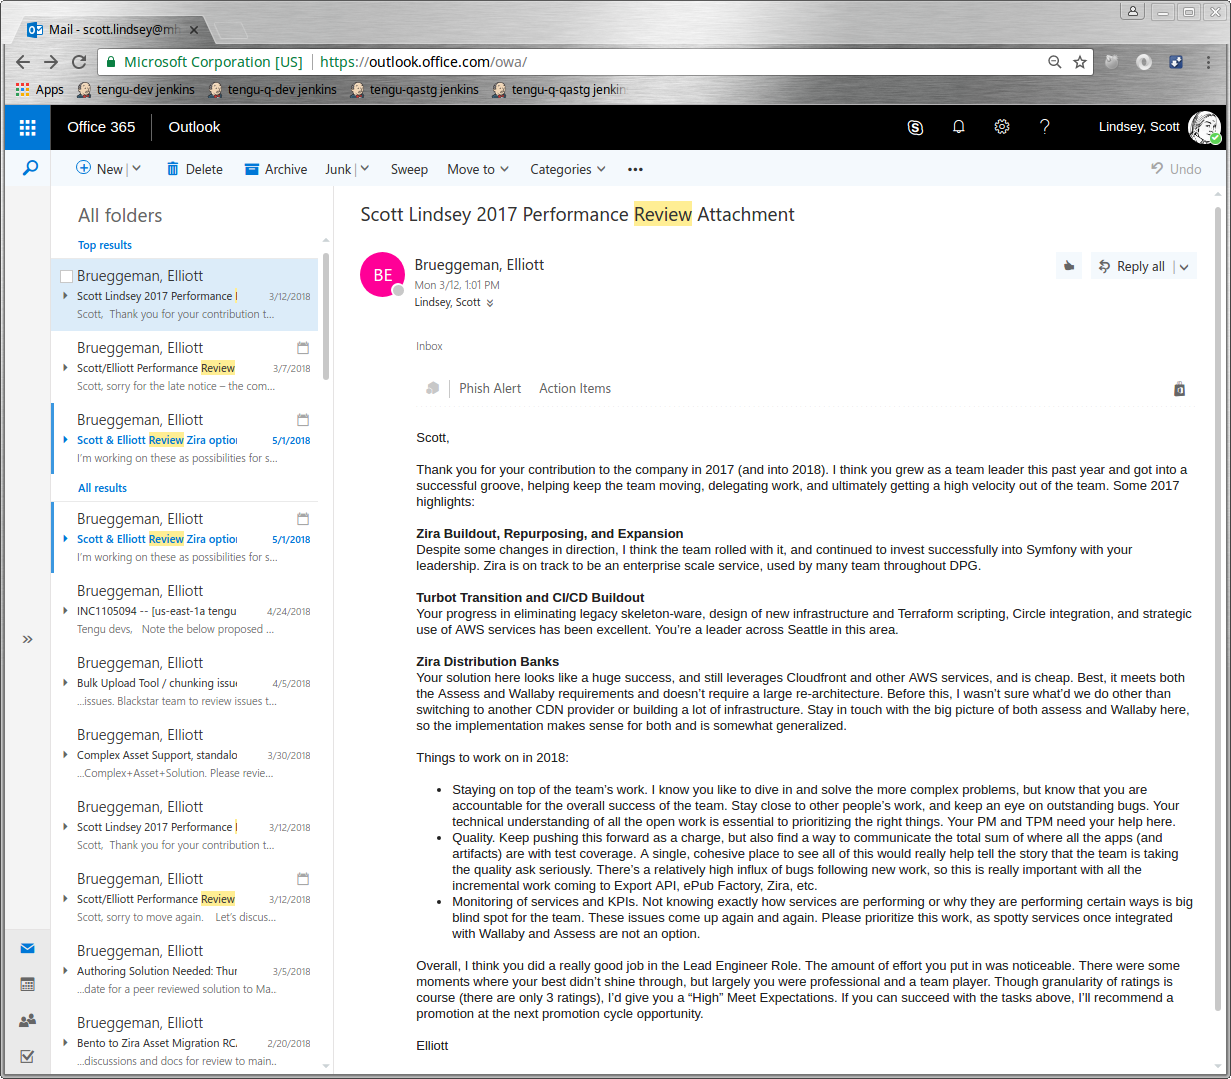 Mail - scott.lindsey@mh
Microsoft Corporation [US] https://outlook.office.com/owa/
Apps tengu-dev jenkins tengu-q-dev jenkins tengu-qastg jenkins tengu-q-qastg jenkin
Office 365 Outlook Lindsey, Scott
New Delete Archive Junk Sweep Move to Categories Undo
All folders
Top results
Brueggeman, Elliott
Scott Lindsey 2017 Performance 3/12/2018
Scott, Thank you for your contribution t...
Brueggeman, Elliott
Scott/Elliott Performance Review 3/7/2018
Scott, sorry for the late notice – the com...
Brueggeman, Elliott
Scott & Elliott Review Zira option 5/1/2018
I'm working on these as possibilities for s...
All results
Brueggeman, Elliott
Scott & Elliott Review Zira option 5/1/2018
I'm working on these as possibilities for s...
Brueggeman, Elliott
INC1105094 -- [us-east-1a tengu 4/24/2018
Tengu devs, Note the below proposed ...
Brueggeman, Elliott
Bulk Upload Tool / chunking issue 4/5/2018
...issues. Blackstar team to review issues t...
Brueggeman, Elliott
Complex Asset Support, standalo 3/30/2018
...Complex+Asset+Solution. Please revie...
Brueggeman, Elliott
Scott Lindsey 2017 Performance 3/12/2018
Scott, Thank you for your contribution t...
Brueggeman, Elliott
Scott/Elliott Performance Review 3/12/2018
Scott, sorry to move again. Let's discus...
Brueggeman, Elliott
Authoring Solution Needed: Thur 3/5/2018
...date for a peer reviewed solution to Ma..
Brueggeman, Elliott
Bento to Zira Asset Migration RC. 2/20/2018
...discussions and docs for review to main..
Scott Lindsey 2017 Performance Review Attachment
BE
Brueggeman, Elliott
Mon 3/12, 1:01 PM
Lindsey, Scott
Reply all
Inbox
Phish Alert Action Items
Scott,
Thank you for your contribution to the company in 2017 (and into 2018). I think you grew as a team leader this past year and got into a
successful groove, helping keep the team moving, delegating work, and ultimately getting a high velocity out of the team. Some 2017
highlights:
Zira Buildout, Repurposing, and Expansion
Despite some changes in direction, I think the team rolled with it, and continued to invest successfully into Symfony with your
leadership. Zira is on track to be an enterprise scale service, used by many team throughout DPG.
Turbot Transition and CI/CD Buildout
Your progress in eliminating legacy skeleton-ware, design of new infrastructure and Terraform scripting, Circle integration, and strategic
use of AWS services has been excellent. You're a leader across Seattle in this area.
Zira Distribution Banks
Your solution here looks like a huge success, and still leverages Cloudfront and other AWS services, and is cheap. Best, it meets both
the Assess and Wallaby requirements and doesn't require a large re-architecture. Before this, I wasn't sure what'd we do other than
switching to another CDN provider or building a lot of infrastructure. Stay in touch with the big picture of both assess and Wallaby here,
so the implementation makes sense for both and is somewhat generalized.
Things to work on in 2018:
• Staying on top of the team's work. I know you like to dive in and solve the more complex problems, but know that you are
accountable for the overall success of the team. Stay close to other people's work, and keep an eye on outstanding bugs. Your
technical understanding of all the open work is essential to prioritizing the right things. Your PM and TPM need your help here.
• Quality. Keep pushing this forward as a charge, but also find a way to communicate the total sum of where all the apps (and
artifacts) are with test coverage. A single, cohesive place to see all of this would really help tell the story that the team is taking
the quality ask seriously. There's a relatively high influx of bugs following new work, so this is really important with all the
incremental work coming to Export API, ePub Factory, Zira, etc.
• Monitoring of services and KPIs. Not knowing exactly how services are performing or why they are performing certain ways is big
blind spot for the team. These issues come up again and again. Please prioritize this work, as spotty services once integrated
with Wallaby and Assess are not an option.
Overall, I think you did a really good job in the Lead Engineer Role. The amount of effort you put in was noticeable. There were some
moments where your best didn't shine through, but largely you were professional and a team player. Though granularity of ratings is
course (there are only 3 ratings), I'd give you a “High” Meet Expectations. If you can succeed with the tasks above, I'll recommend a
promotion at the next promotion cycle opportunity.
Elliott